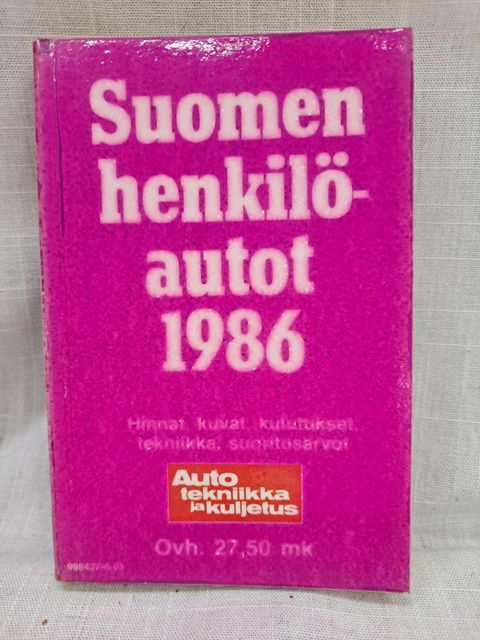 Suomen
henkilö-
autot
1986
Hinnat, kuvat, kulutukset,
tekniikka, suoritusarvot
Auto
tekniikka
ja kuljetus
Ovh. 27,50 mk